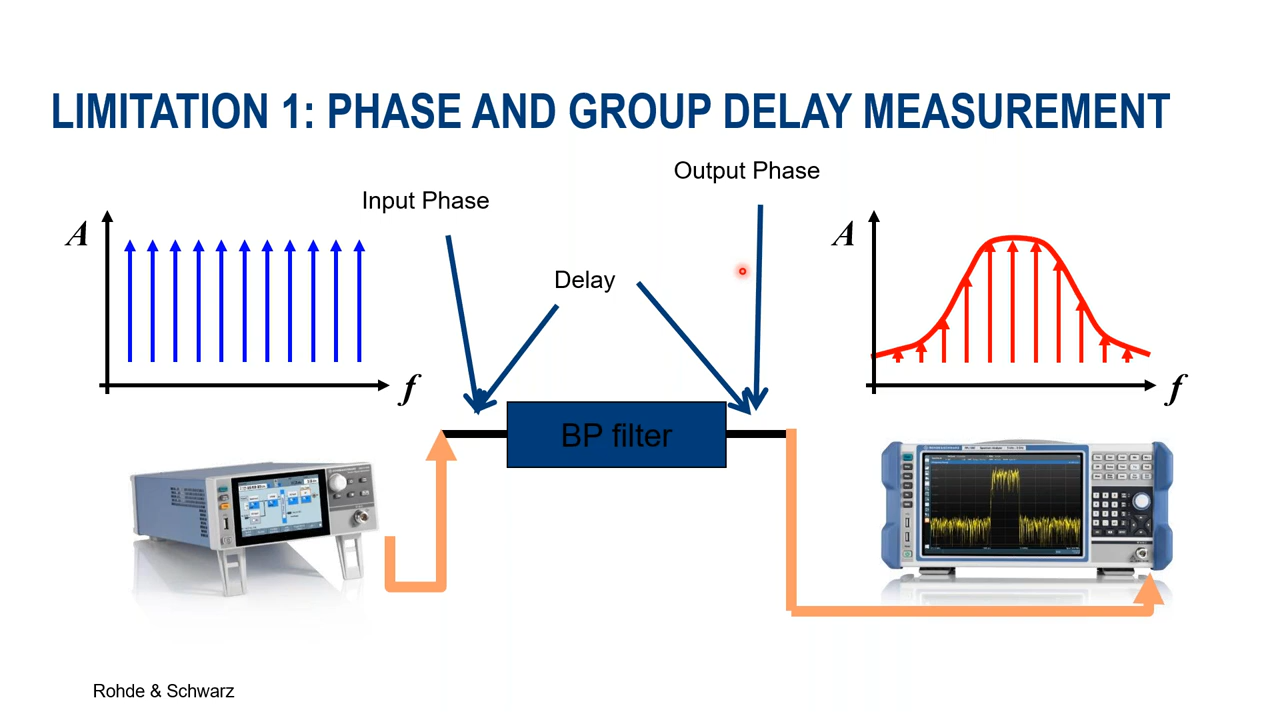 LIMITATION 1: PHASE AND GROUP DELAY MEASUREMENT
Output Phase
Input Phase
A
A
Delay
f
f
BP filter
Rohde & Schwarz